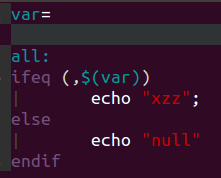 var=
all:
ifeq (,$(var))
|       echo "xzz";
else
|       echo "null"
endif